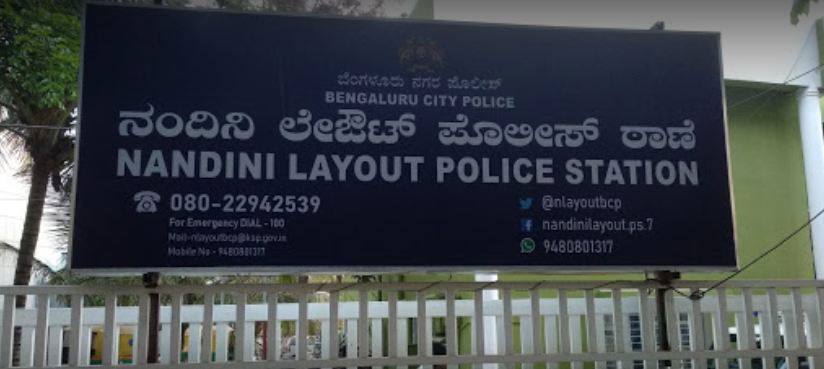 ಬೆಂಗಳೂರು ನಗರ ಪೊಲೀಸ್
BENGALURU CITY POLICE
ನಂದಿನಿ ಲೇಔಟ್ ಪೊಲೀಸ್ ಠಾಣೆ
NANDINI LAYOUT POLICE STATION
080-22942539
For Emergency DIAL - 100
Mail-nlayoutbcp@ksp.gov.in
Mobile No - 9480801317
@nlayoutbcp
nandinilayout.ps.7
9480801317